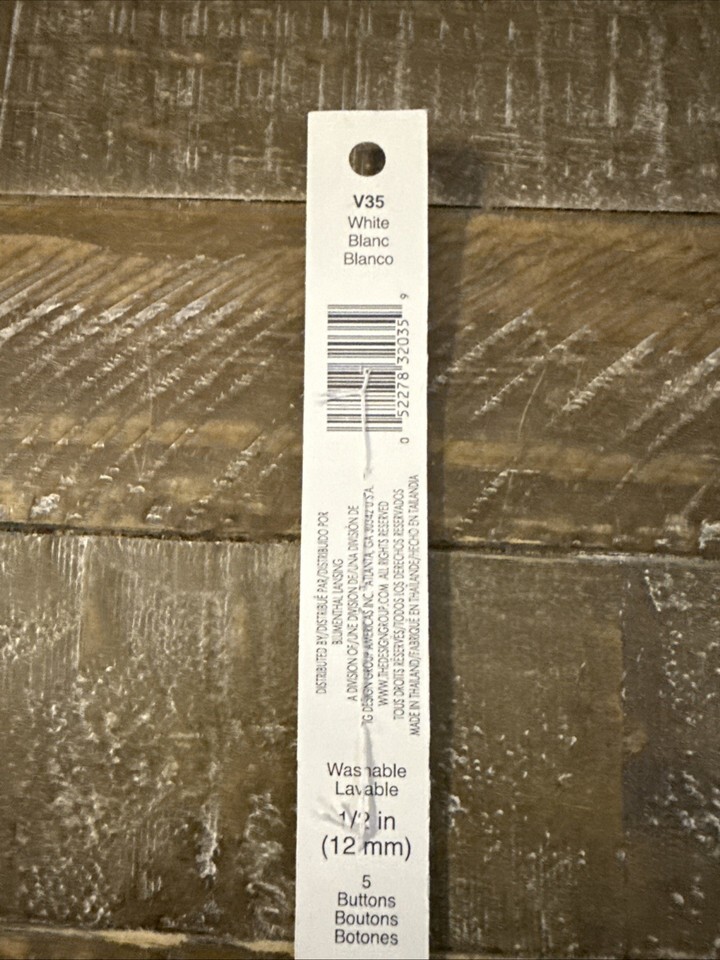 V35
White
Blanc
Blanco
0 52278 32035 9
DISTRIBUTED BY/DISTRIBUÉ PAR/DISTRIBUIDO POR
BLUMENTHAL LANSING
A DIVISION OF/UNE DIVISION DE/UNA DIVISIÓN DE
IG DESIGN GROUP AMERICAS INC. ATLANTA, GA 30342 U.S.A.
WWW.THEDESIGNGROUP.COM ALL RIGHTS RESERVED
TOUS DROITS RÉSERVÉS/TODOS LOS DERECHOS RESERVADOS
MADE IN THAILAND/FABRIQUÉ EN THAÏLANDE/HECHO EN TAILANDIA
Washable
Lavable
1/2 in
(12 mm)
5
Buttons
Boutons
Botones